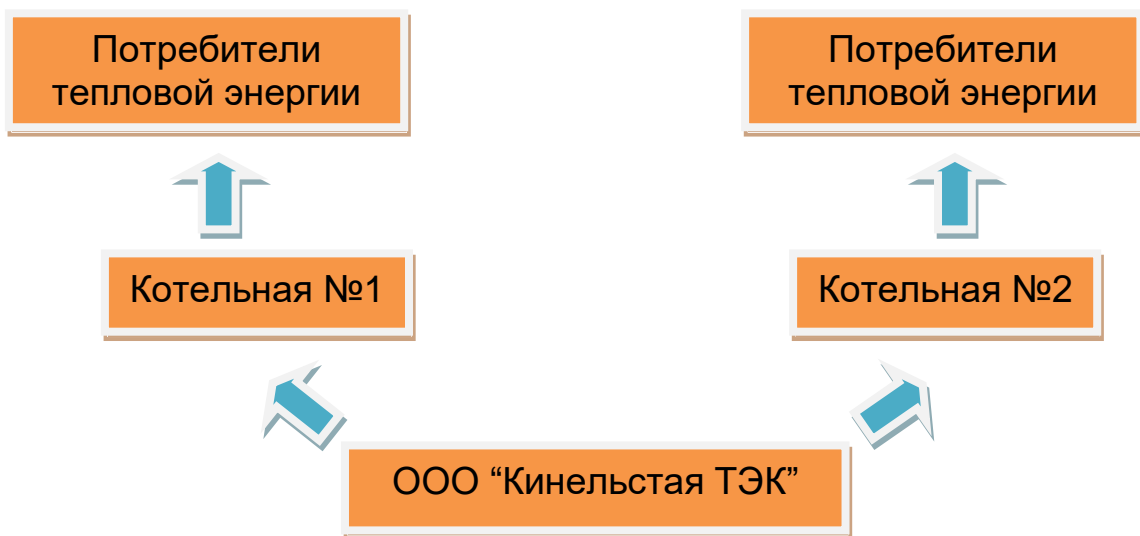 Потребители
тепловой энергии
Потребители
тепловой энергии
Котельная №1
Котельная №2
ООО “Кинельстая ТЭК”